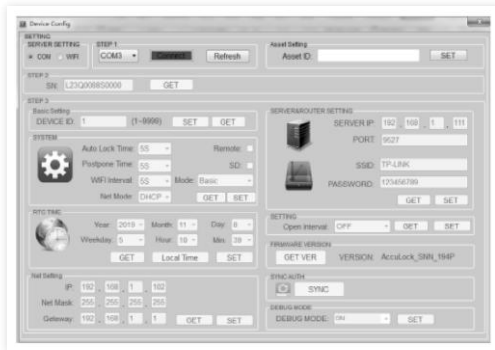 Device Config
SETTING
SERVER SETTING
CON WIFI
STEP 1
COM3 Connect Refresh
Asset Setting
Asset ID: SET
STEP 2
SN: L23Q0088S0000 GET
STEP 3
Basic Setting
DEVICE ID: 1 (1~9999) SET GET
SYSTEM
Auto Lock Time: 5S Remote:
Postpone Time: 5S SD:
WIFI Interval: 5S Mode: Basic
Net Mode: DHCP GET SET
RTC TIME
Year: 2019 Month: 11 Day: 8
Weekday: 5 Hour: 19 Min: 39
GET Local Time SET
Net Setting
IP: 192 . 168 . 1 . 102
Net Mask: 255 . 255 . 255 . 255
Geteway: 192 . 168 . 1 . 1 GET SET
SERVER&ROUTER SETTING
SERVER IP: 192 . 168 . 1 . 111
PORT: 9527
SSID: TP-LINK
PASSWORD: 123456789
GET SET
SETTING
Open Interval: OFF GET SET
FIRMWARE VERSION
GET VER VERSION: AccuLock_SNN_194P
SYNC AUTH
SYNC
DEBUG MODE
DEBUG MODE: ON SET